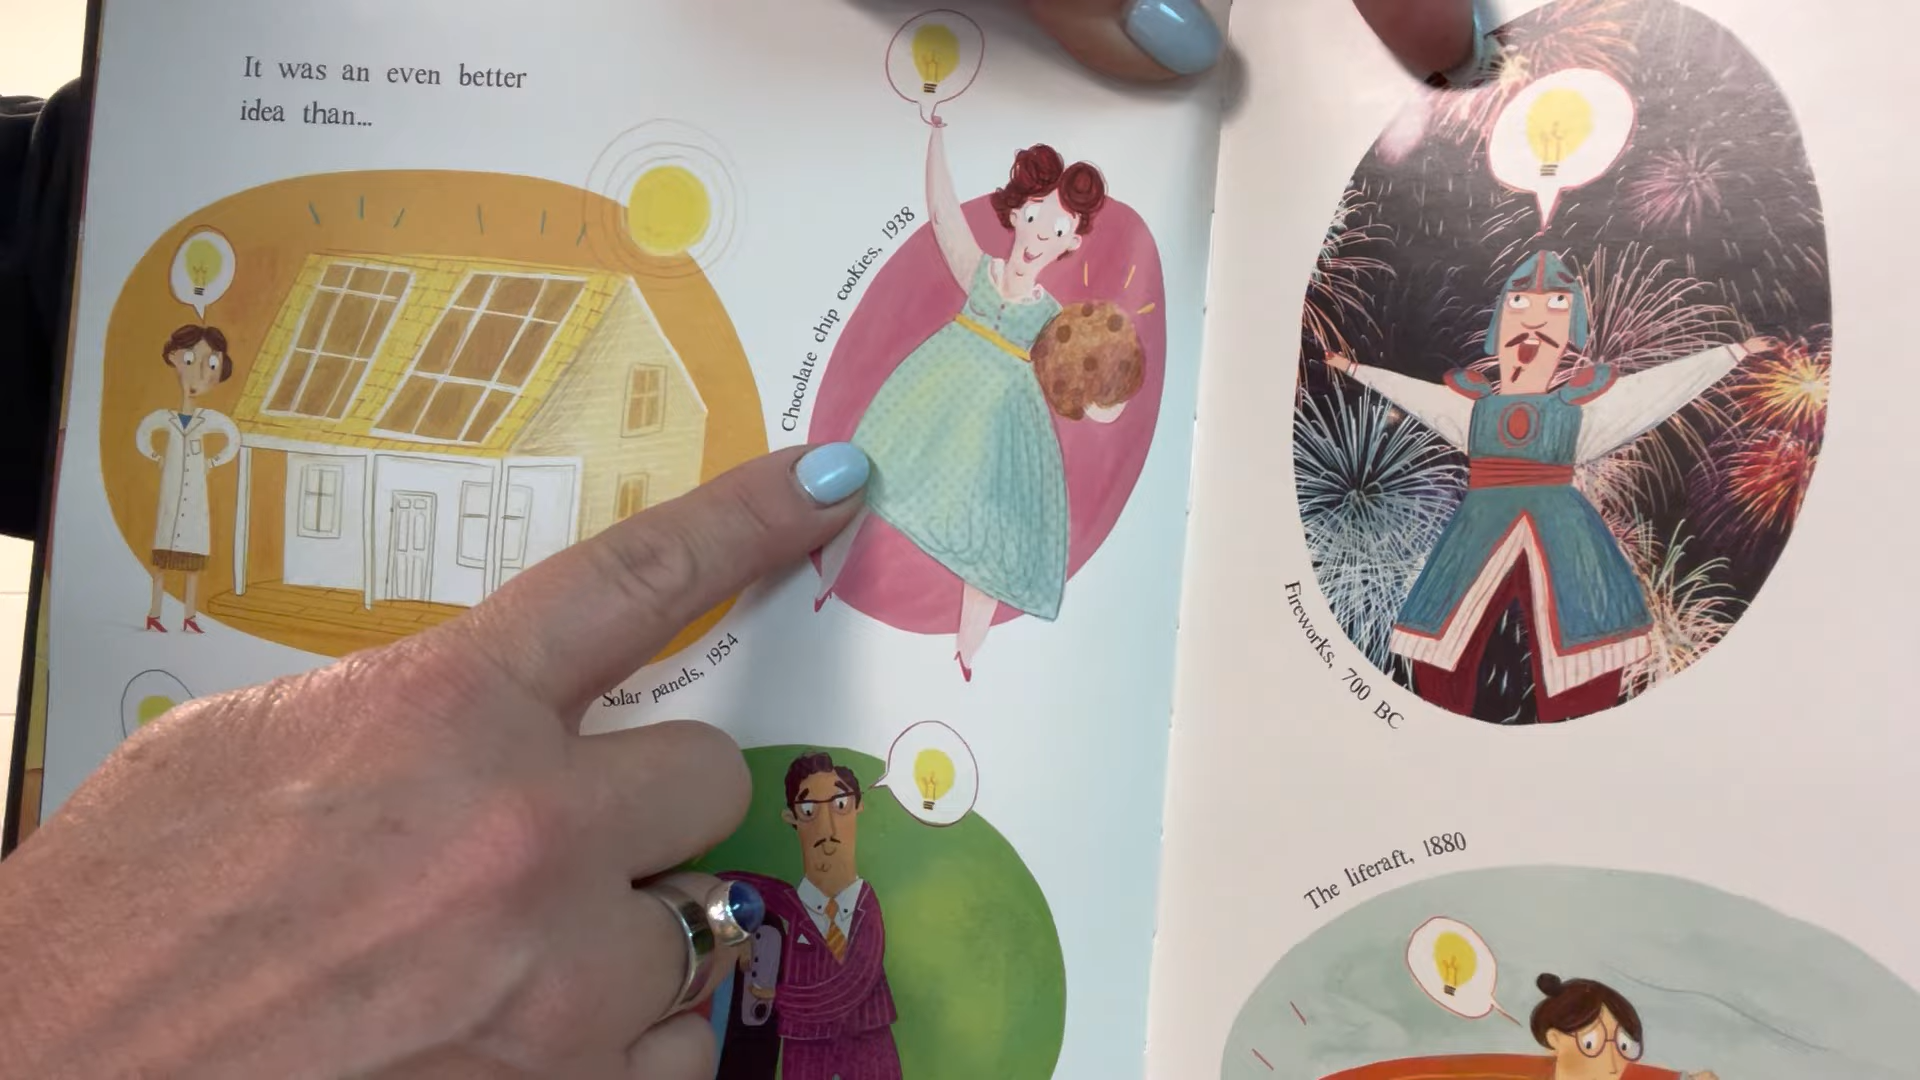 It was an even better
idea than...
Chocolate chip cookies, 1938
Solar panels, 1954
Fireworks, 700 BC
The liferaft, 1880